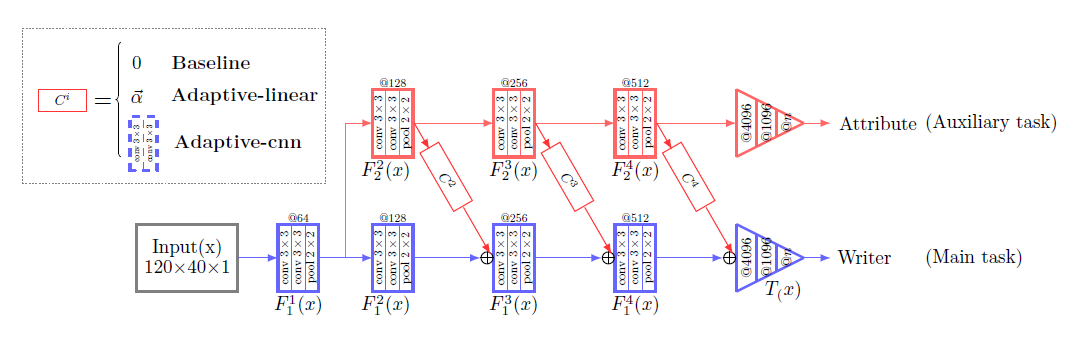 0 Baseline
C^i = { α⃗ Adaptive-linear
conv 3×3 conv 3×3 Adaptive-cnn
@128 @256 @512
conv 3×3 conv 3×3 pool 2×2 conv 3×3 conv 3×3 pool 2×2 conv 3×3 conv 3×3 pool 2×2 @4096 @1096 @n Attribute (Auxiliary task)
F_2^2(x) F_2^3(x) F_2^4(x)
C^2 C^3 C^4
@64 @128 @256 @512
Input(x)
120×40×1
conv 3×3 conv 3×3 pool 2×2 conv 3×3 conv 3×3 pool 2×2 conv 3×3 conv 3×3 pool 2×2 conv 3×3 conv 3×3 pool 2×2 @4096 @1096 @n Writer (Main task)
T_(x)
F_1^1(x) F_1^2(x) F_1^3(x) F_1^4(x)